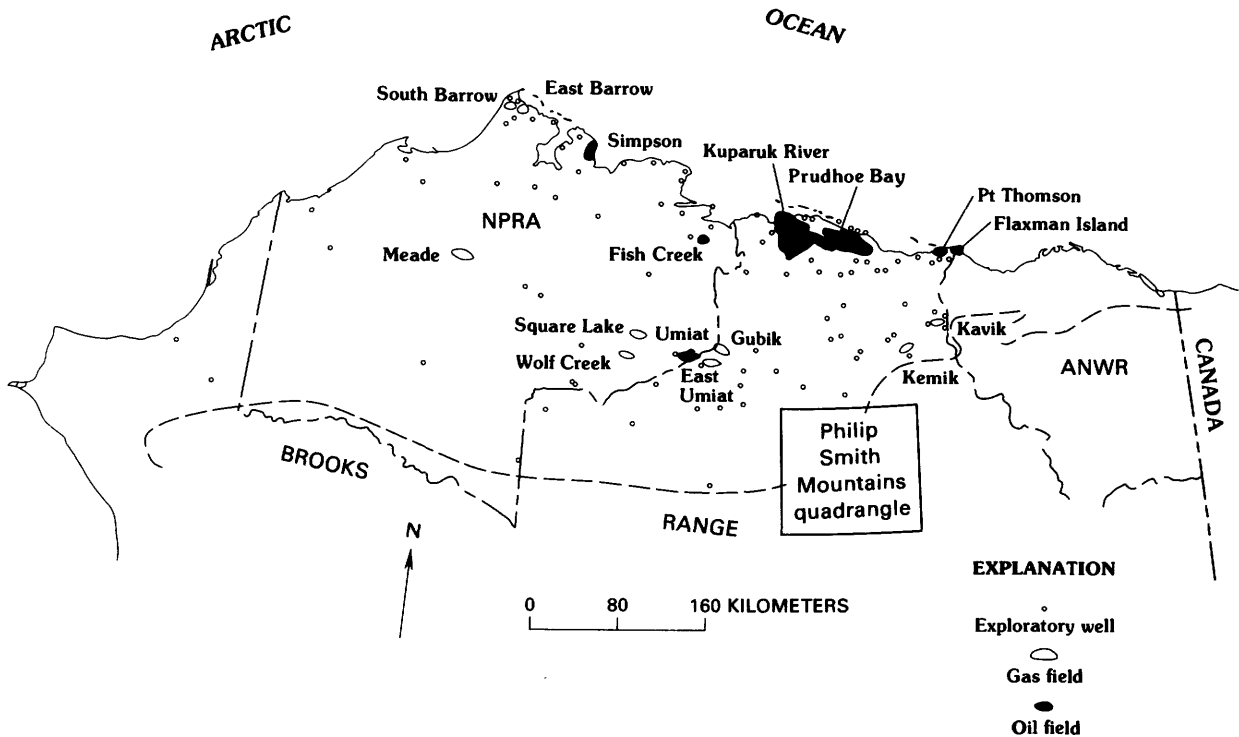 ARCTIC
OCEAN
South Barrow
East Barrow
Simpson
Kuparuk River
Prudhoe Bay
Pt Thomson
Flaxman Island
NPRA
Meade
Fish Creek
Square Lake
Umiat
Gubik
Kavik
Wolf Creek
East
Umiat
Kemik
ANWR
CANADA
Philip
Smith
Mountains
quadrangle
BROOKS
RANGE
N
0 80 160 KILOMETERS
EXPLANATION
Exploratory well
Gas field
Oil field